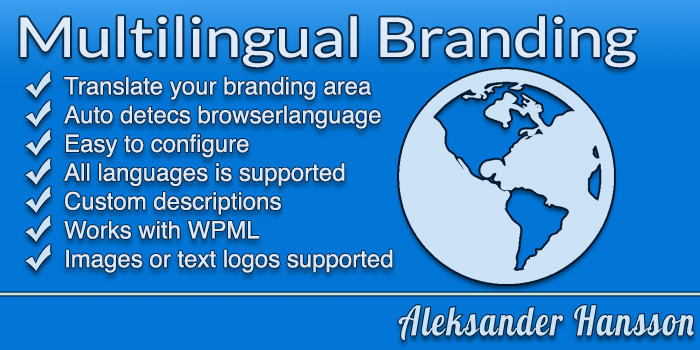 Multilingual Branding
Translate your branding area
Auto detecs browserlanguage
Easy to configure
All languages is supported
Custom descriptions
Works with WPML
Images or text logos supported
Aleksander Hansson